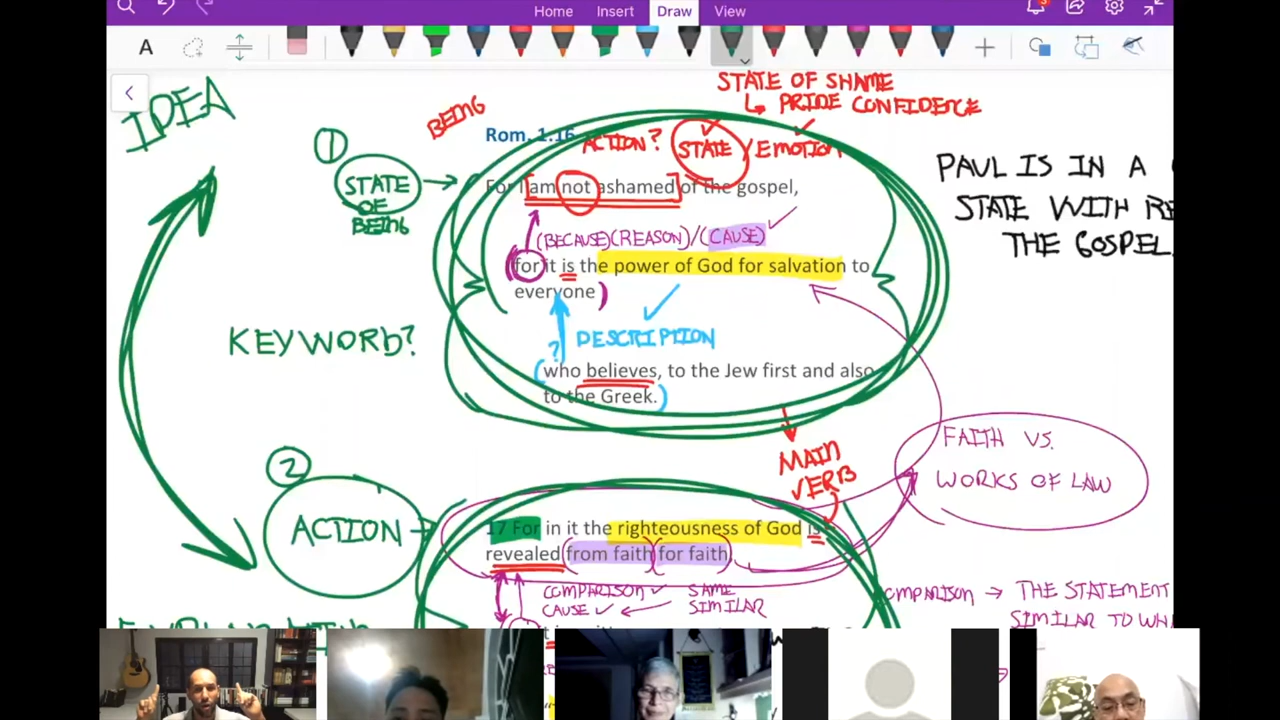 Home Insert Draw View
A
IDEA
STATE OF SHAME
↳ PRIDE CONFIDENCE
BEING
Rom. 1.16
ACTION? STATE / EMOTION
①
STATE
OF
BEING
For I am not ashamed of the gospel,
PAUL IS IN A
STATE WITH RE
THE GOSPEL
(BECAUSE)(REASON)/(CAUSE)
for it is the power of God for salvation to
everyone
KEYWORD?
DESCRIPTION
?
who believes, to the Jew first and also
to the Greek.
MAIN
VERB
FAITH VS.
WORKS OF LAW
②
ACTION
17 For in it the righteousness of God is
revealed (from faith)(for faith)
COMPARISON ✓ SAME
CAUSE ✓ ← SIMILAR
COMPARISON → THE STATEMENT
SIMILAR TO WHA